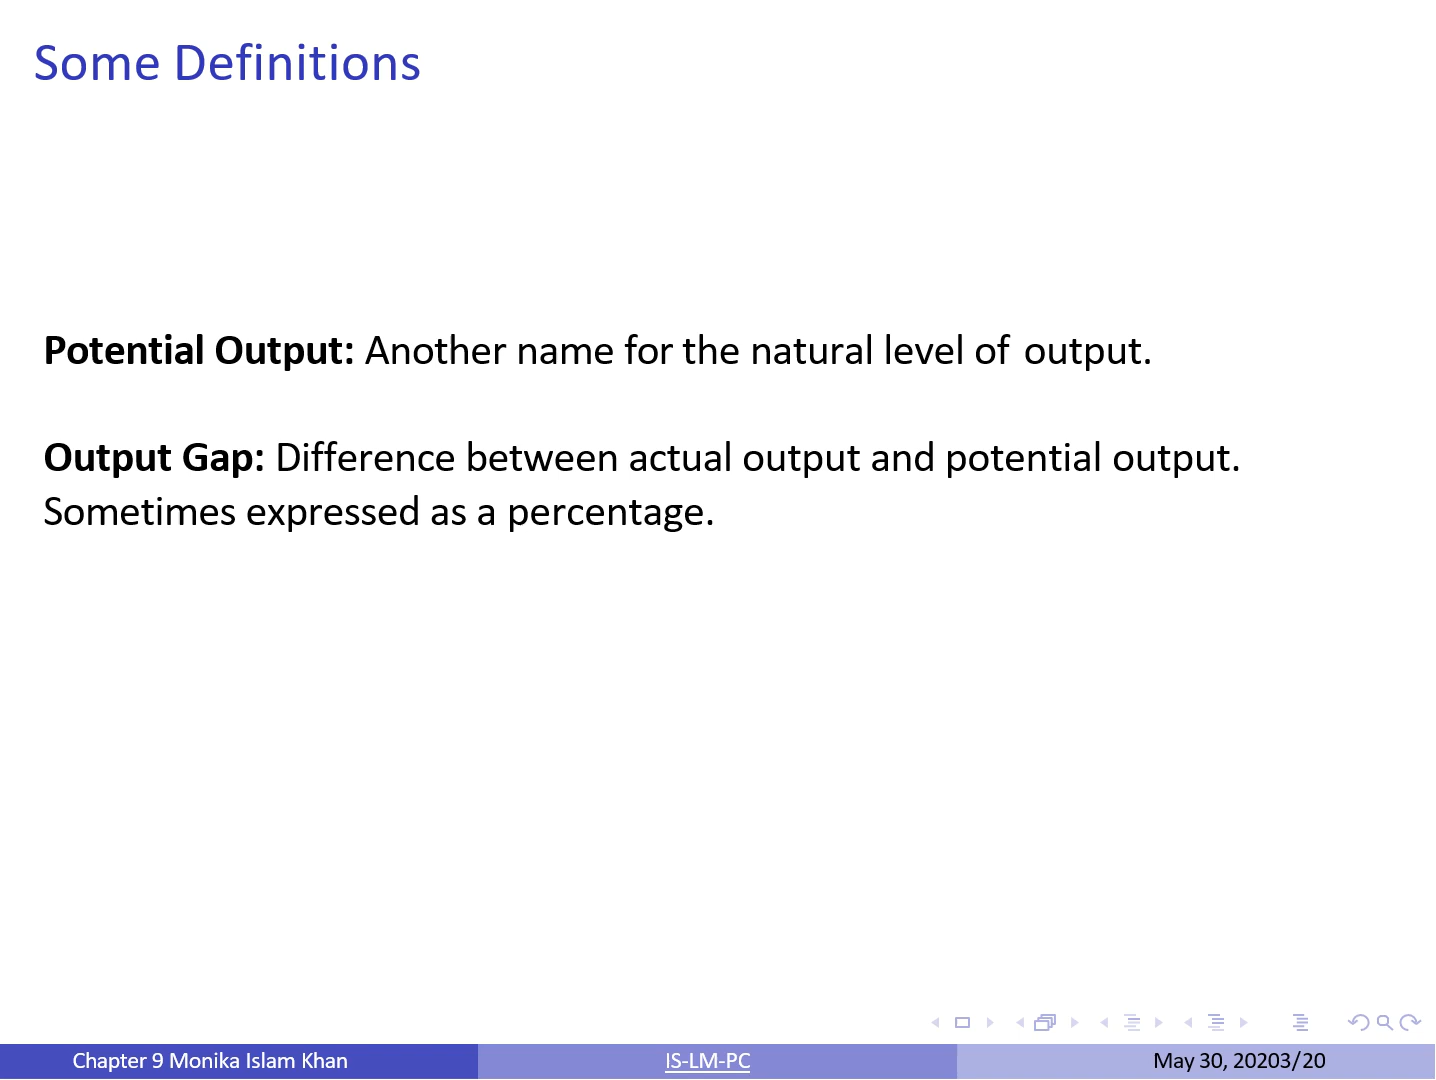 Some Definitions
Potential Output: Another name for the natural level of output.
Output Gap: Difference between actual output and potential output.
Sometimes expressed as a percentage.
Chapter 9 Monika Islam Khan
IS-LM-PC
May 30, 20203/20